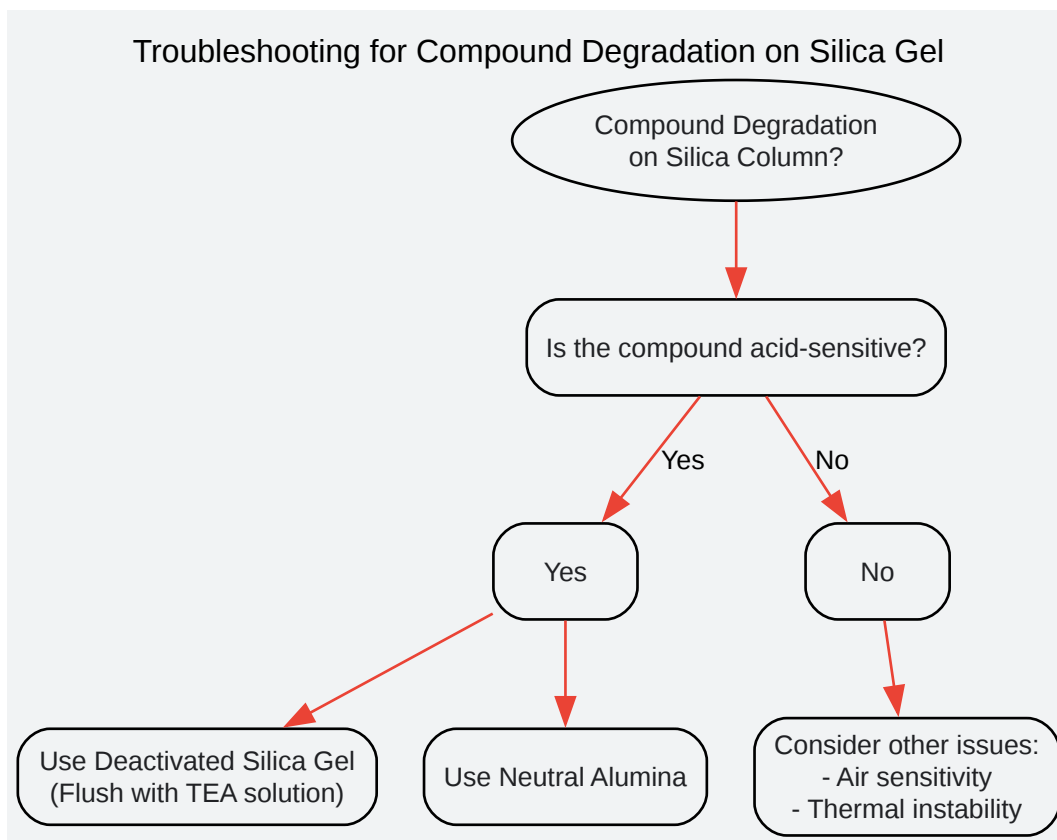 Troubleshooting for Compound Degradation on Silica Gel
Compound Degradation
on Silica Column?
Is the compound acid-sensitive?
Yes
No
Yes
No
Use Deactivated Silica Gel
(Flush with TEA solution)
Use Neutral Alumina
Consider other issues:
- Air sensitivity
- Thermal instability